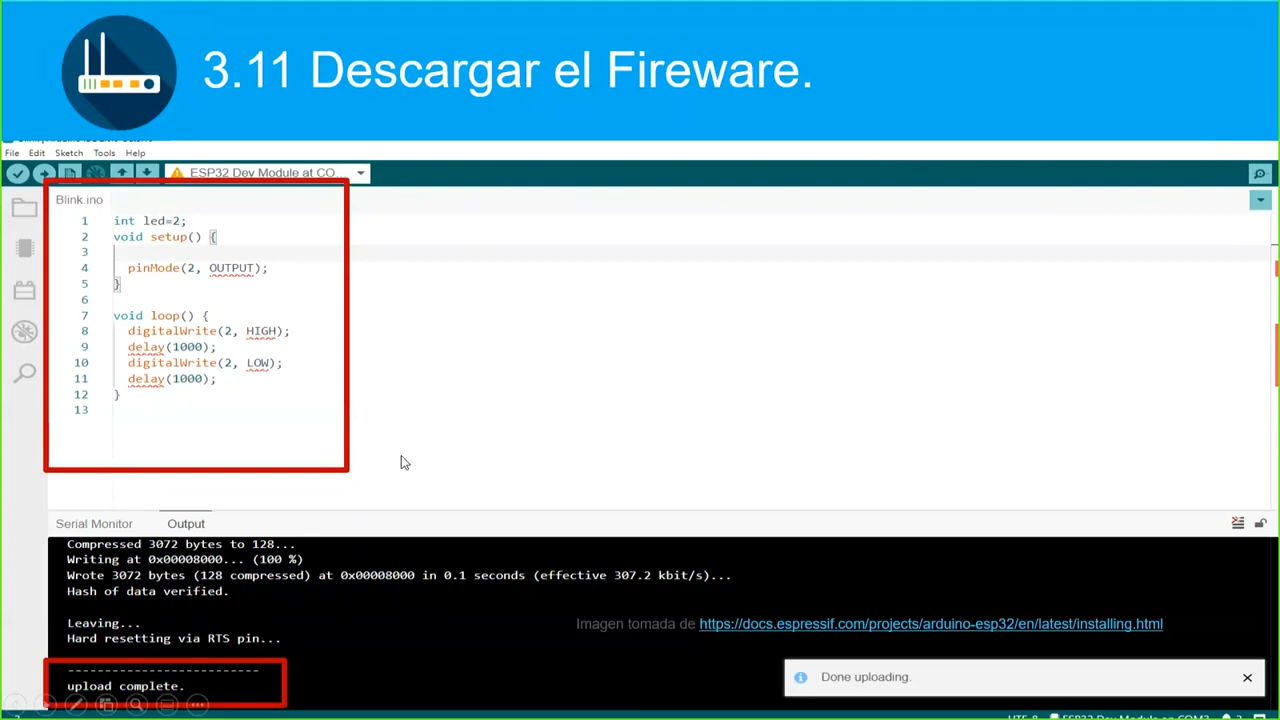 3.11 Descargar el Fireware.
File Edit Sketch Tools Help
ESP32 Dev Module at CO...
Blink.ino
1 int led=2;
2 void setup() {
3
4 pinMode(2, OUTPUT);
5 }
6
7 void loop() {
8 digitalWrite(2, HIGH);
9 delay(1000);
10 digitalWrite(2, LOW);
11 delay(1000);
12 }
13
Serial Monitor Output
Compressed 3072 bytes to 128...
Writing at 0x00008000... (100 %)
Wrote 3072 bytes (128 compressed) at 0x00008000 in 0.1 seconds (effective 307.2 kbit/s)...
Hash of data verified.
Leaving...
Hard resetting via RTS pin...
Imagen tomada de https://docs.espressif.com/projects/arduino-esp32/en/latest/installing.html
--------------------------
upload complete.
Done uploading.